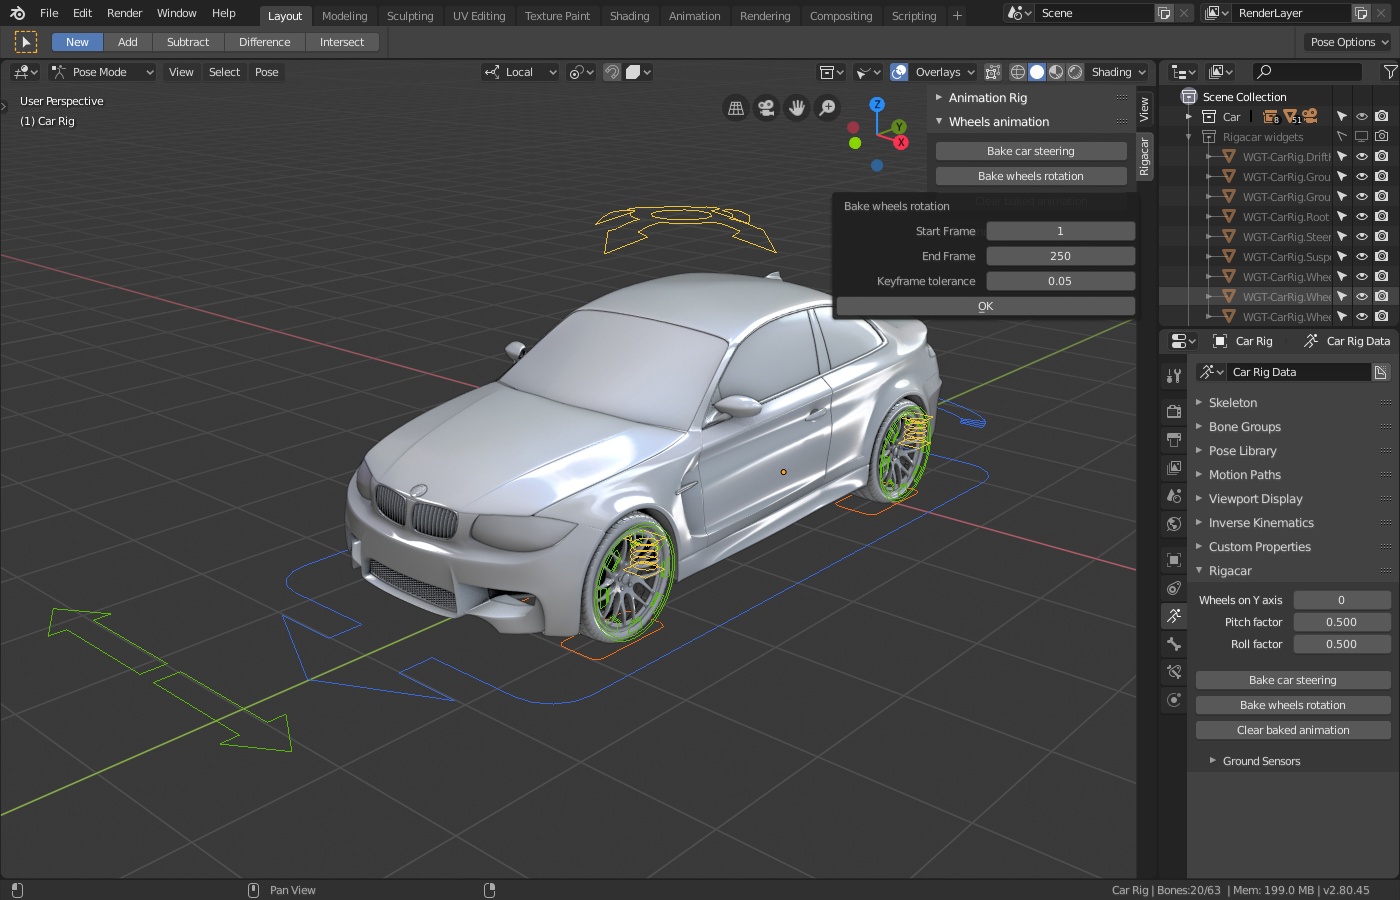 File Edit Render Window Help Layout Modeling Sculpting UV Editing Texture Paint Shading Animation Rendering Compositing Scripting + Scene RenderLayer
New Add Subtract Difference Intersect Pose Options
Pose Mode View Select Pose Local Overlays Shading
User Perspective
(1) Car Rig
Z
Y
X
Animation Rig
Wheels animation
Bake car steering
Bake wheels rotation
Clear baked animation
View
Rigacar
Bake wheels rotation
Start Frame 1
End Frame 250
Keyframe tolerance 0.05
OK
Scene Collection
Car 8 51
Rigacar widgets
WGT-CarRig.Drift
WGT-CarRig.Grou
WGT-CarRig.Grou
WGT-CarRig.Root
WGT-CarRig.Steer
WGT-CarRig.Susp
WGT-CarRig.Whee
WGT-CarRig.Whee
WGT-CarRig.Whee
Car Rig Car Rig Data
Car Rig Data
Skeleton
Bone Groups
Pose Library
Motion Paths
Viewport Display
Inverse Kinematics
Custom Properties
Rigacar
Wheels on Y axis 0
Pitch factor 0.500
Roll factor 0.500
Bake car steering
Bake wheels rotation
Clear baked animation
Ground Sensors
Pan View
Car Rig | Bones:20/63 | Mem: 199.0 MB | v2.80.45